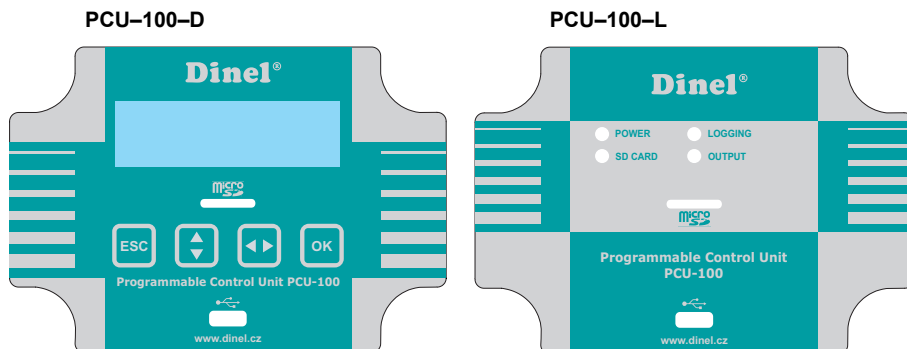 PCU–100–D
Dinel®
micro SD
ESC
OK
Programmable Control Unit PCU-100
www.dinel.cz
PCU–100–L
Dinel®
POWER
LOGGING
SD CARD
OUTPUT
micro SD
Programmable Control Unit
PCU-100
www.dinel.cz